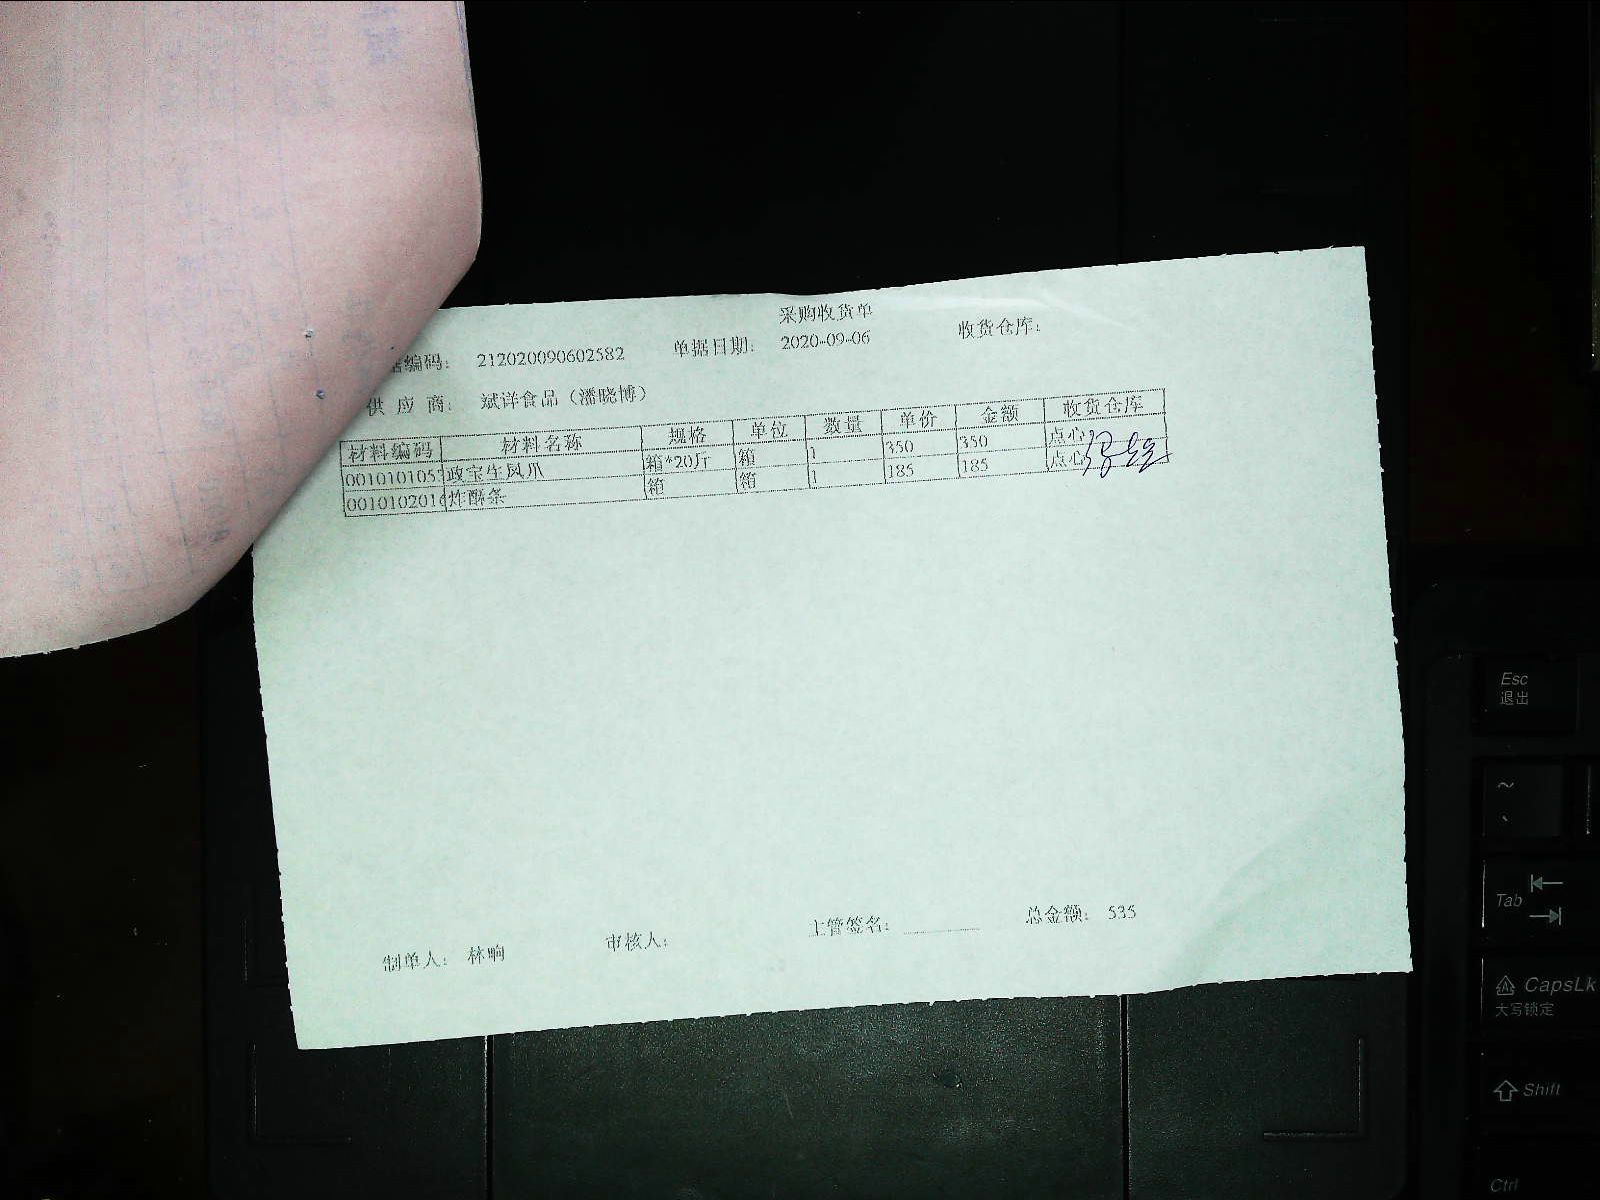 采购收货单
编码： 212020090602582 单据日期： 2020-09-06 收货仓库：
供 应 商： 斌洋食品（潘晓博）
材料编码 材料名称 规格 单位 数量 单价 金额 收货仓库
001010105 政宝生凤爪 箱*20斤 箱 1 350 350 点心
001010201 炸酥条 箱 箱 1 185 185 点心
制单人： 林晌 审核人： 主管签名： 总金额： 535
Esc
退出
~
Tab
CapsLk
大写锁定
Shift
Ctrl